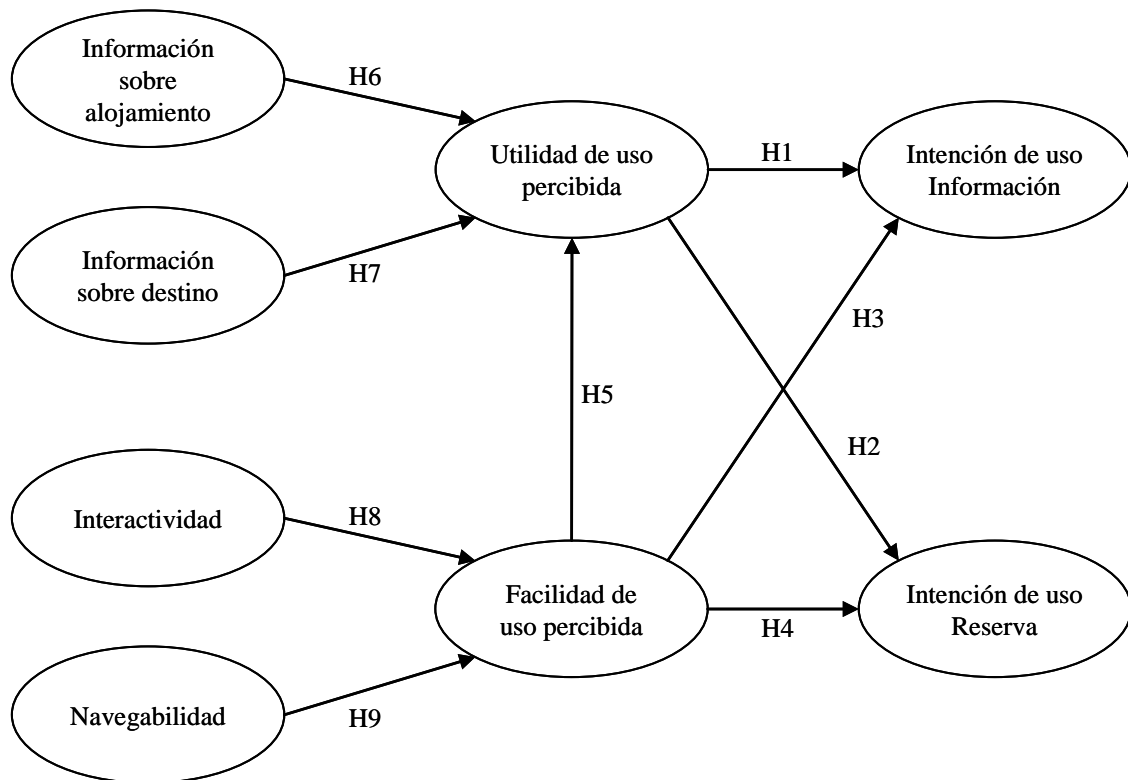 Información
sobre
alojamiento
H6
Utilidad de uso
percibida
H1
Intención de uso
Información
Información
sobre destino
H7
H3
H5
H2
Interactividad
H8
Facilidad de
uso percibida
H4
Intención de uso
Reserva
Navegabilidad
H9